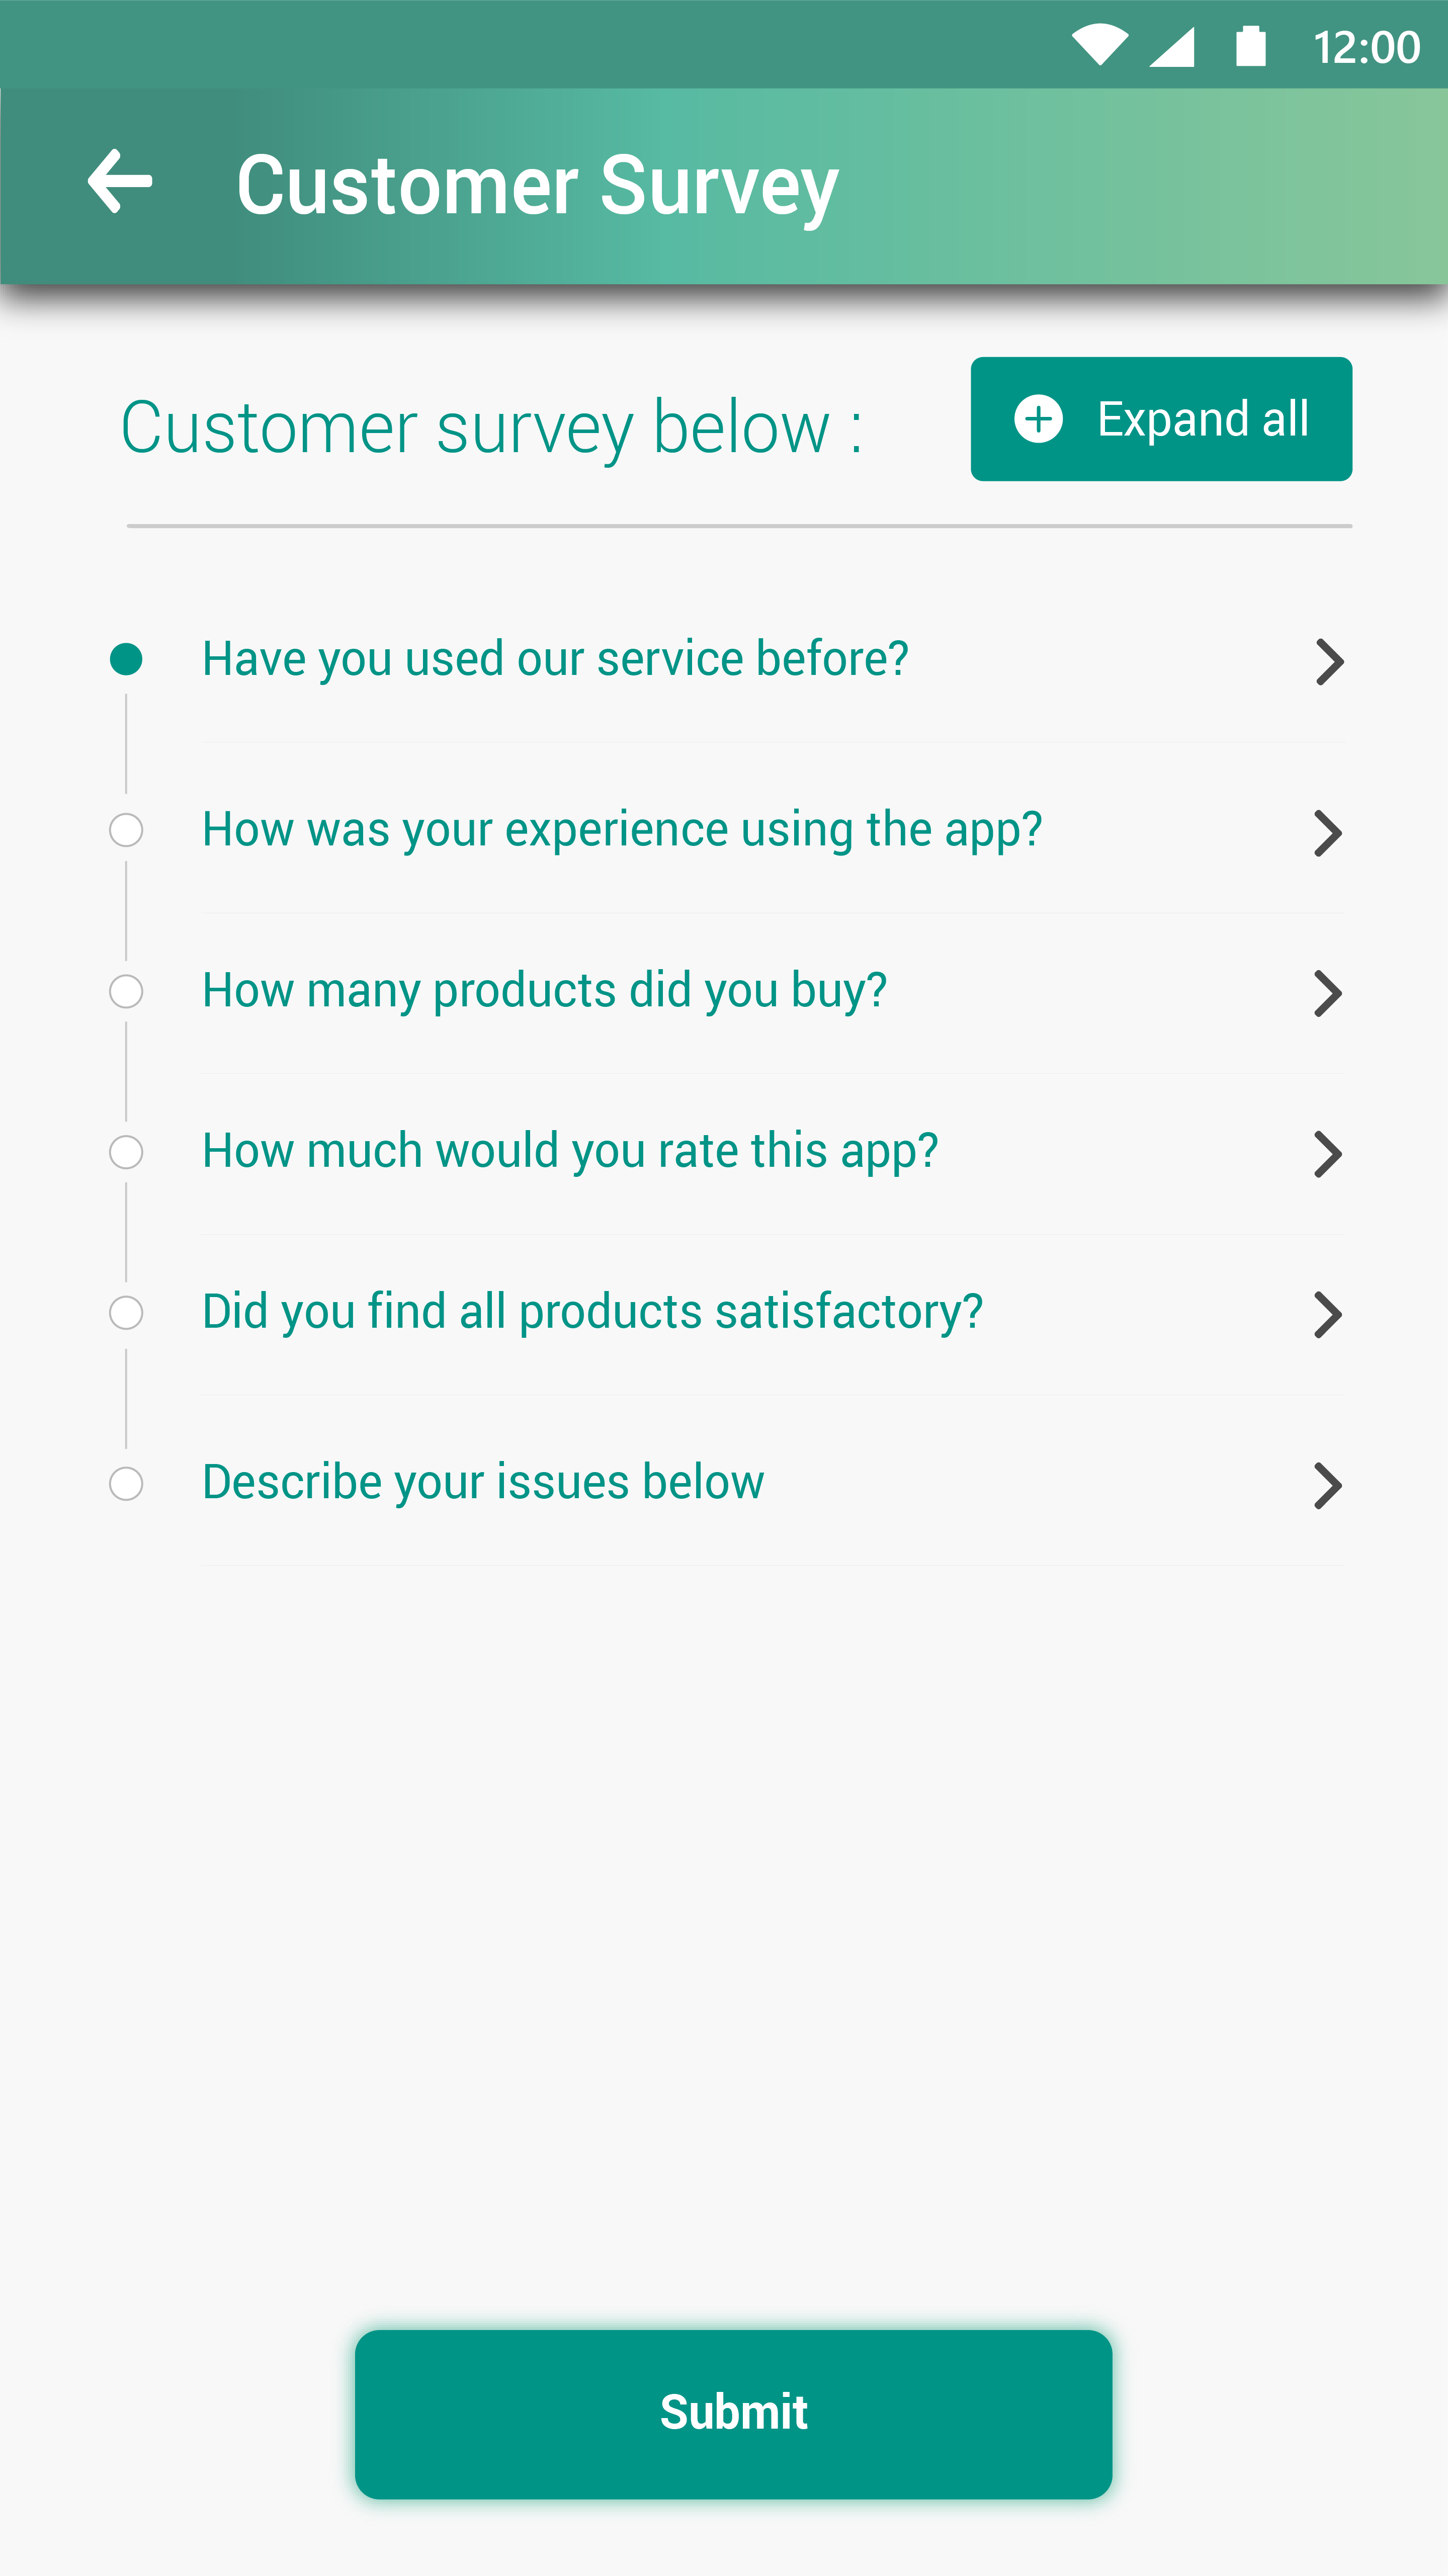 12:00
Customer Survey
Customer survey below :
Expand all
Have you used our service before?
How was your experience using the app?
How many products did you buy?
How much would you rate this app?
Did you find all products satisfactory?
Describe your issues below
Submit